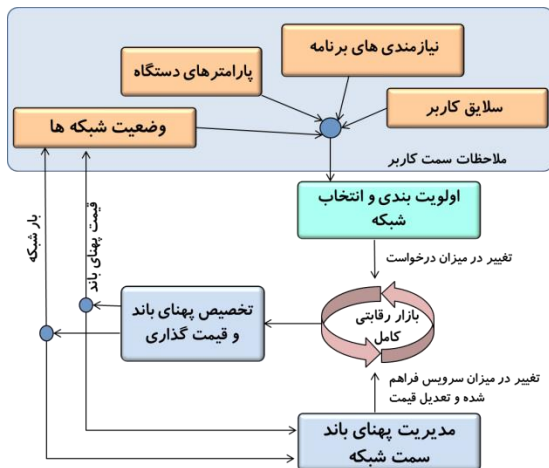 نیازمندی های برنامه
پارامترهای دستگاه
سلایق کاربر
وضعیت شبکه ها
ملاحظات سمت کاربر
اولویت بندی و انتخاب
شبکه
تغییر در میزان درخواست
قیمت پهنای باند
بار شبکه
بازار رقابتی
کامل
تخصیص پهنای باند
و قیمت گذاری
تغییر در میزان سرویس فراهم
شده و تعدیل قیمت
مدیریت پهنای باند
سمت شبکه